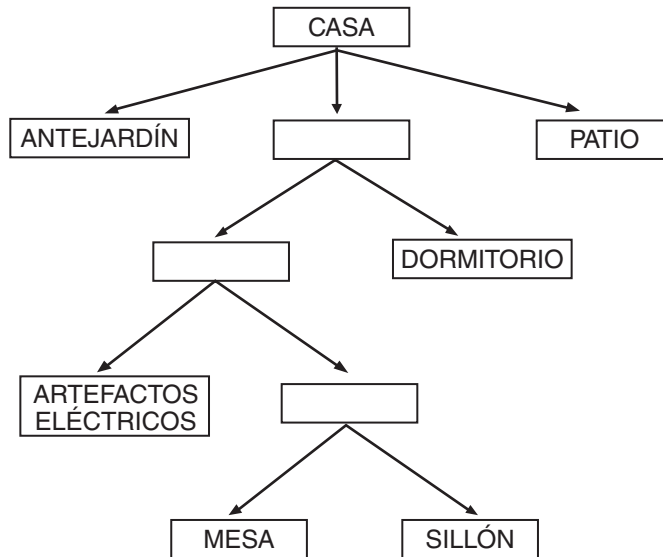 CASA
ANTEJARDÍN
PATIO
DORMITORIO
ARTEFACTOS
ELÉCTRICOS
MESA
SILLÓN